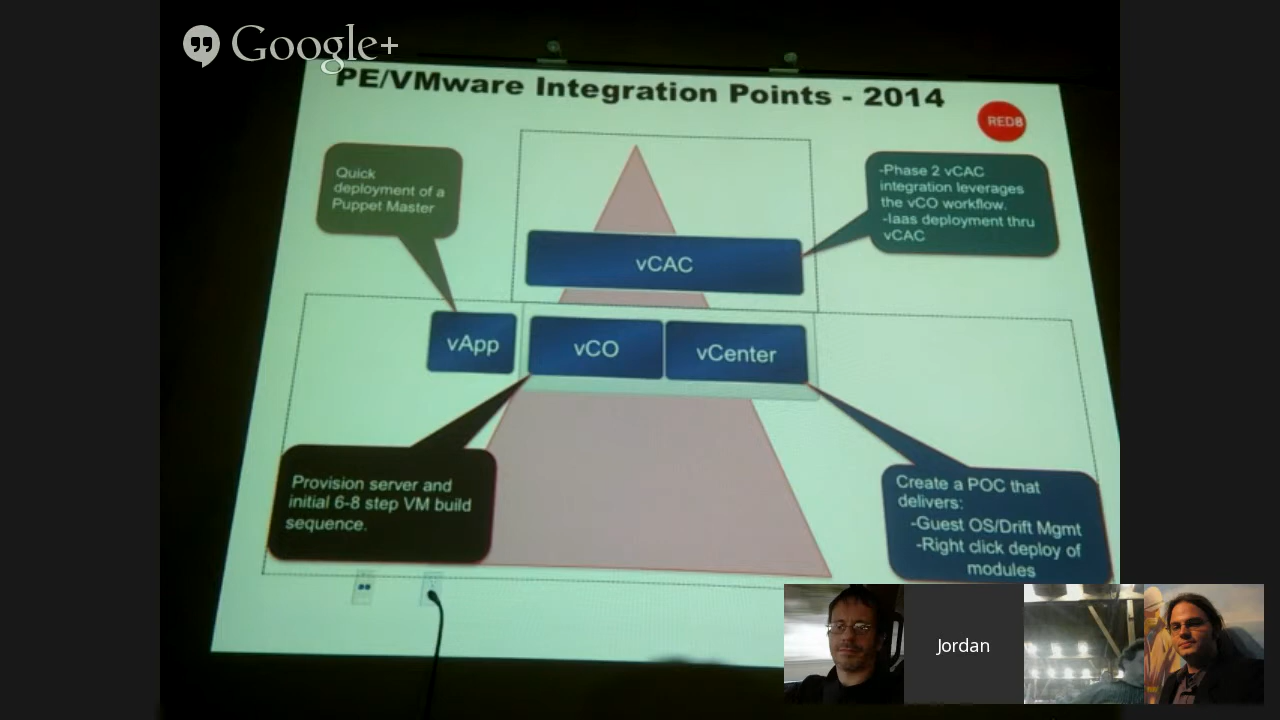 Google+
PE/VMware Integration Points - 2014
RED8
Quick
deployment of a
Puppet Master
-Phase 2 vCAC
integration leverages
the vCO workflow.
-Iaas deployment thru
vCAC
vCAC
vApp
vCO
vCenter
Provision server and
initial 6-8 step VM build
sequence.
Create a POC that
delivers:
-Guest OS/Drift Mgmt
-Right click deploy of
modules
Jordan